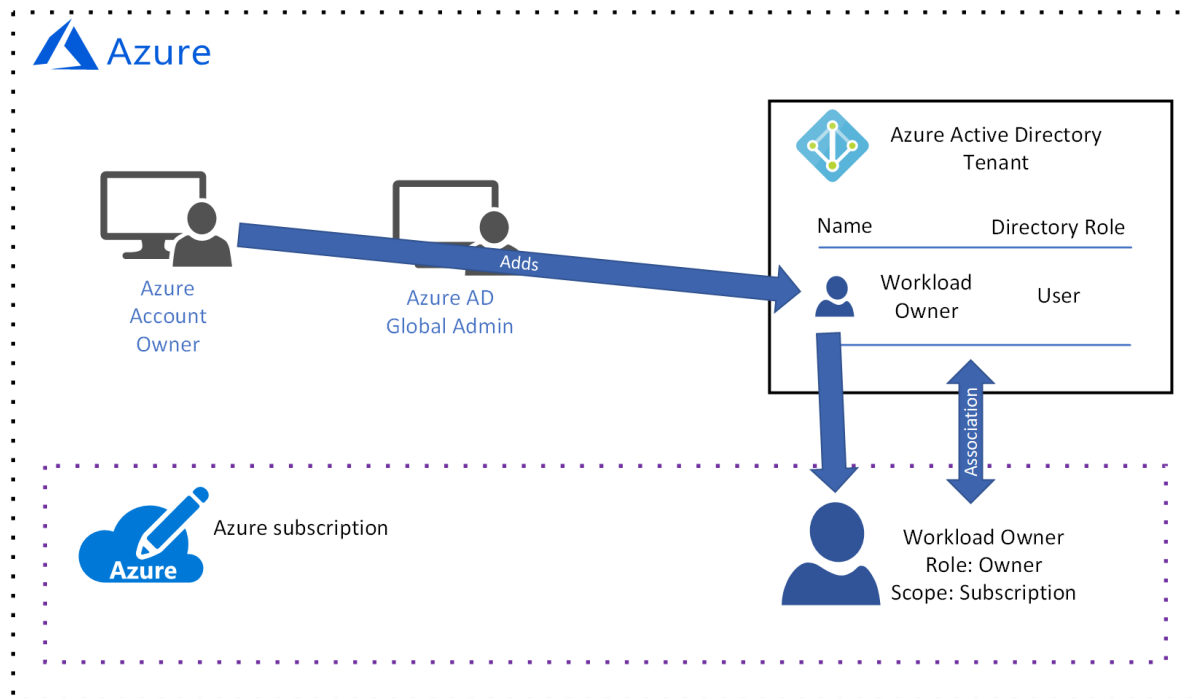 Azure
Azure Active Directory
Tenant
Name
Directory Role
Adds
Workload
Owner
User
Azure
Account
Owner
Azure AD
Global Admin
Association
Azure subscription
Azure
Workload Owner
Role: Owner
Scope: Subscription